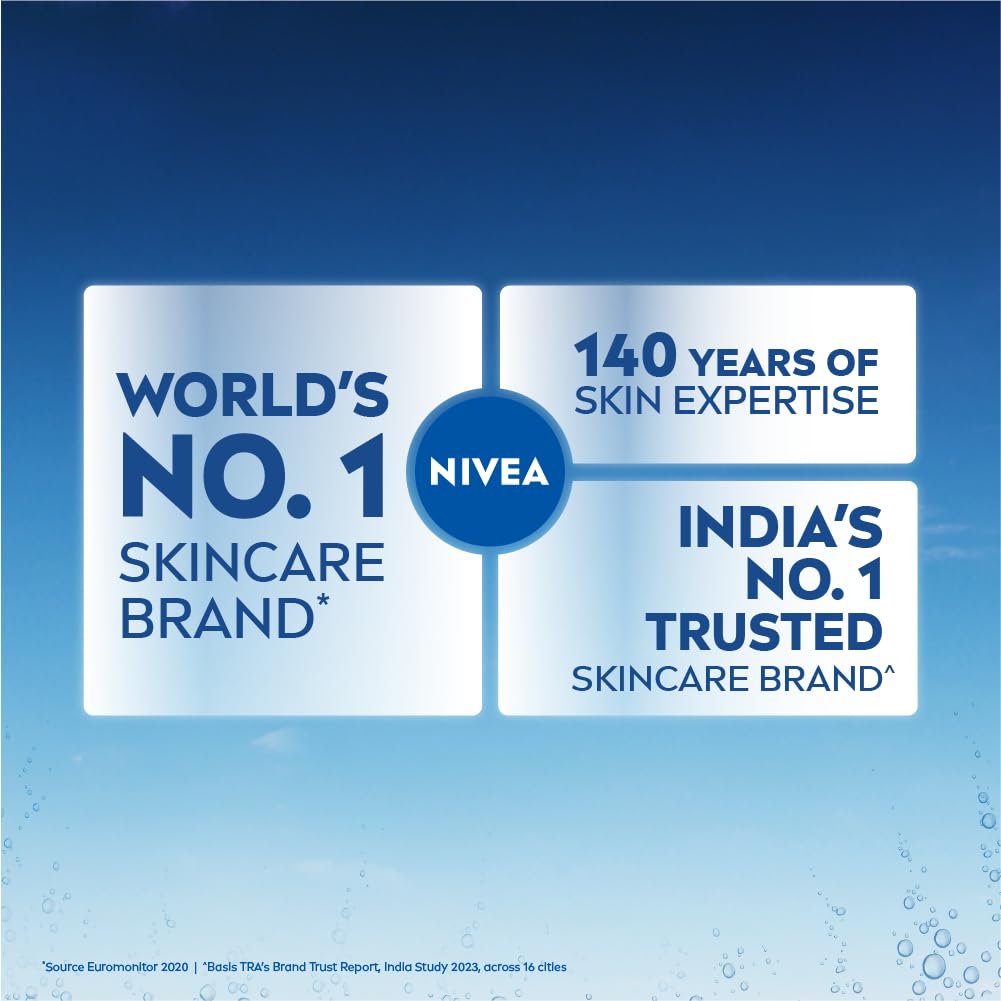 WORLD'S
NO. 1
SKINCARE
BRAND*
NIVEA
140 YEARS OF
SKIN EXPERTISE
INDIA'S
NO. 1
TRUSTED
SKINCARE BRAND^
*Source Euromonitor 2020 | ^Basis TRA's Brand Trust Report, India Study 2023, across 16 cities